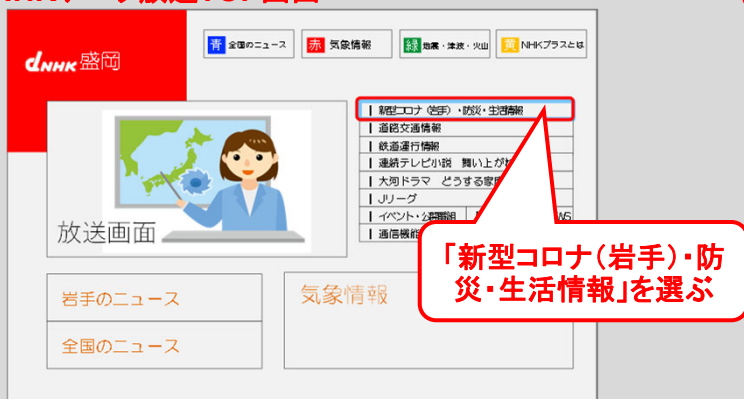 dNHK 盛岡
青 全国のニュース
赤 気象情報
緑 地震・津波・火山
黄 NHKプラスとは
新型コロナ(岩手)・防災・生活情報
道路交通情報
鉄道運行情報
連続テレビ小説 舞い上が
大河ドラマ どうする家
Jリーグ
イベント・公開番組
通信機能
放送画面
「新型コロナ(岩手)・防
災・生活情報」を選ぶ
岩手のニュース
気象情報
全国のニュース